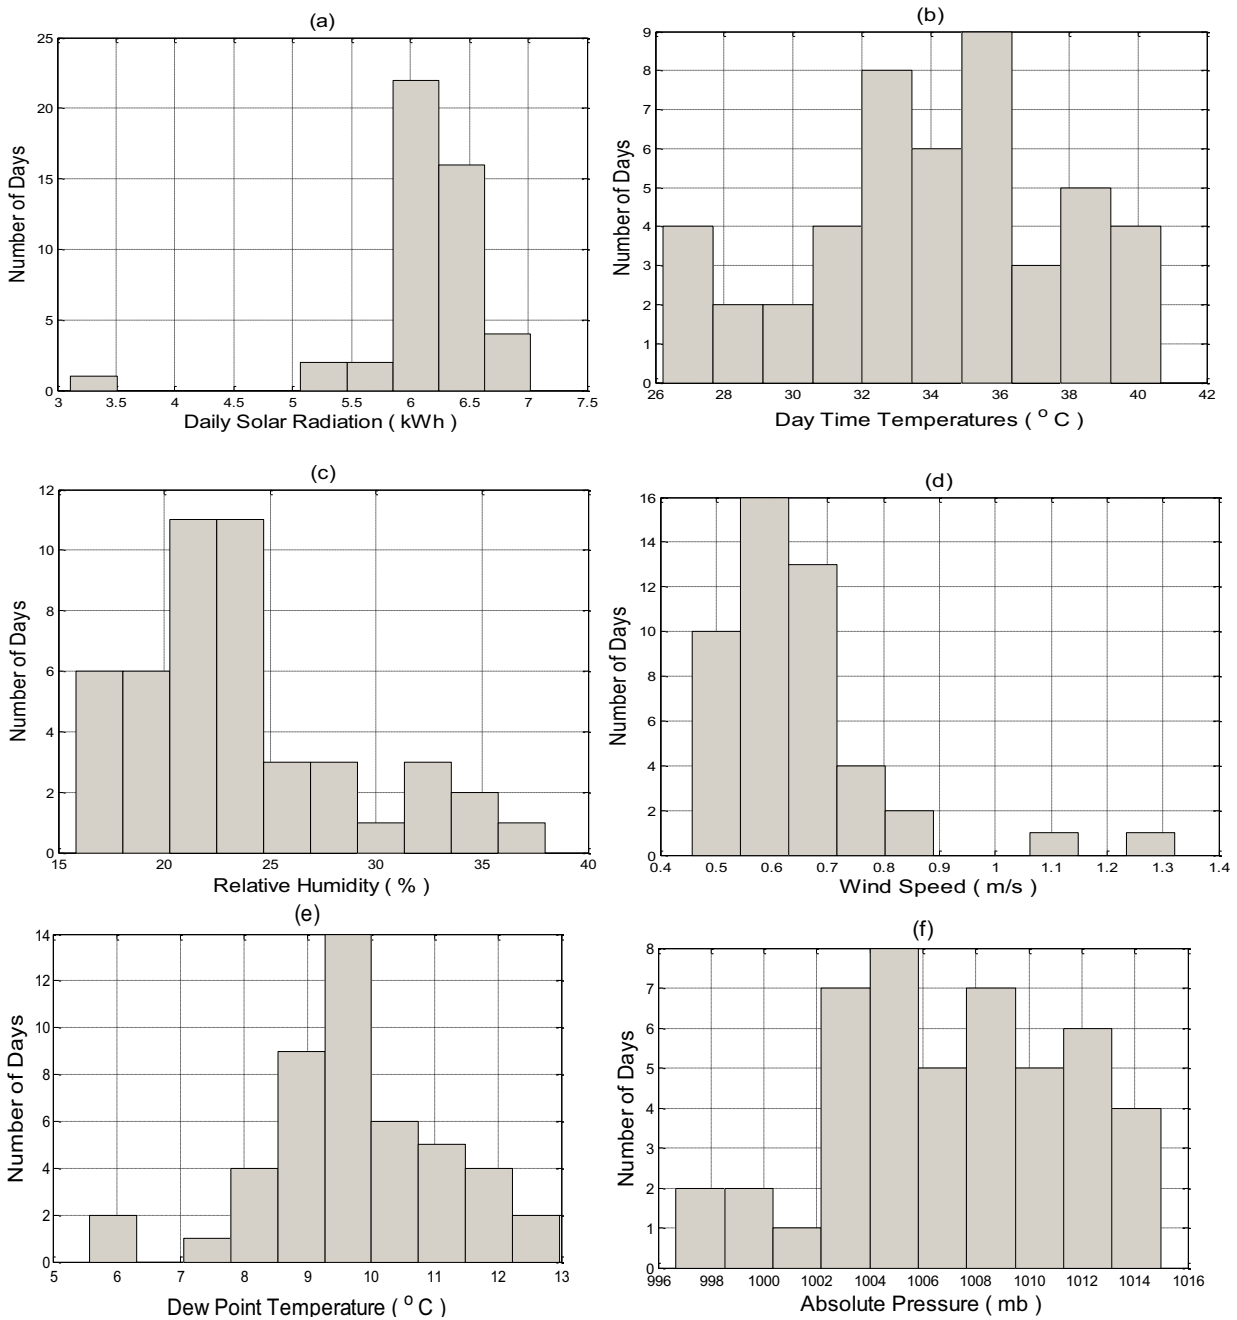 (a)
25
20
15
10
5
0
3 3.5 4 4.5 5 5.5 6 6.5 7 7.5
Number of Days
Daily Solar Radiation ( kWh )
(b)
9
8
7
6
5
4
3
2
1
0
26 28 30 32 34 36 38 40 42
Number of Days
Day Time Temperatures ( o C )
(c)
12
10
8
6
4
2
0
15 20 25 30 35 40
Number of Days
Relative Humidity ( % )
(d)
16
14
12
10
8
6
4
2
0
0.4 0.5 0.6 0.7 0.8 0.9 1 1.1 1.2 1.3 1.4
Number of Days
Wind Speed ( m/s )
(e)
14
12
10
8
6
4
2
0
5 6 7 8 9 10 11 12 13
Number of Days
Dew Point Temperature ( o C )
(f)
8
7
6
5
4
3
2
1
0
996 998 1000 1002 1004 1006 1008 1010 1012 1014 1016
Number of Days
Absolute Pressure ( mb )